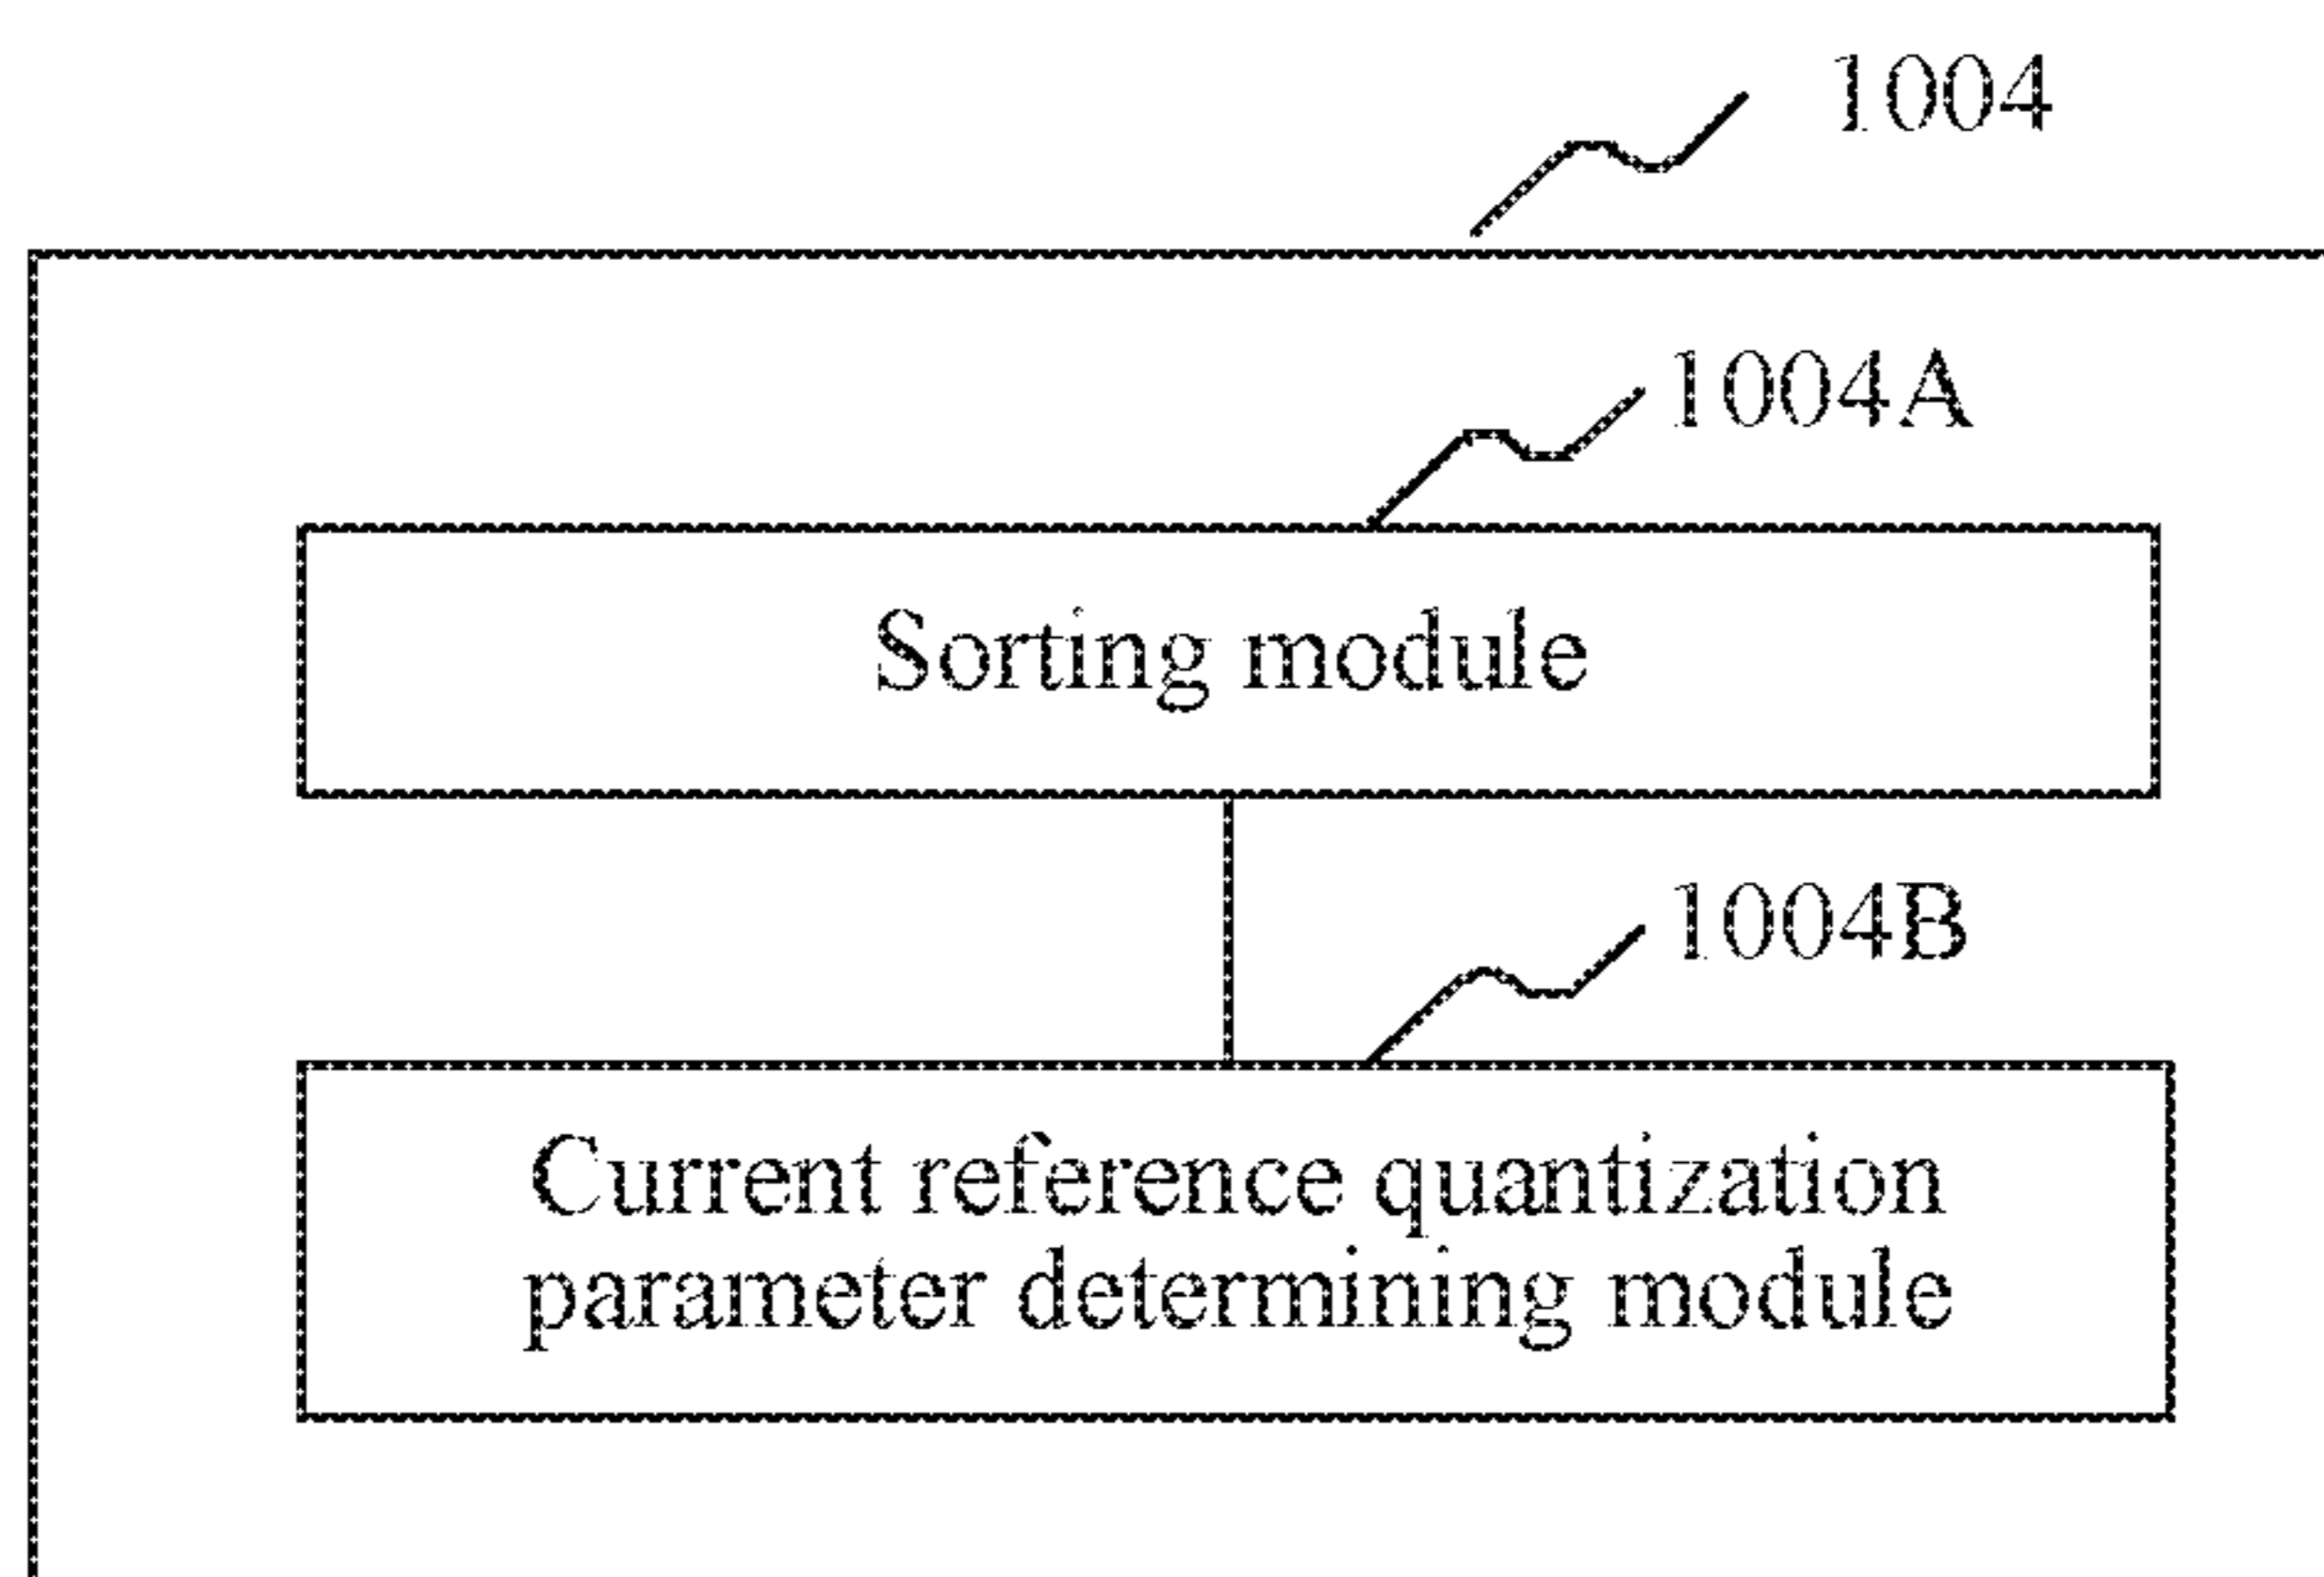 1004
1004A
Sorting module
1004B
Current reference quantization
parameter determining module